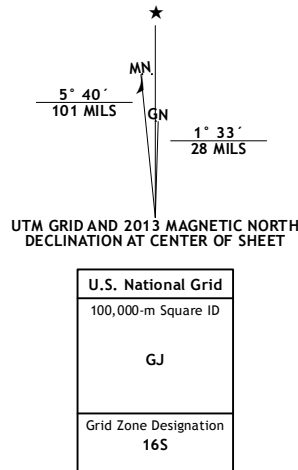 ★
MN.
GN
5° 40´
101 MILS
1° 33´
28 MILS
UTM GRID AND 2013 MAGNETIC NORTH
DECLINATION AT CENTER OF SHEET
U.S. National Grid
100,000-m Square ID
GJ
Grid Zone Designation
16S